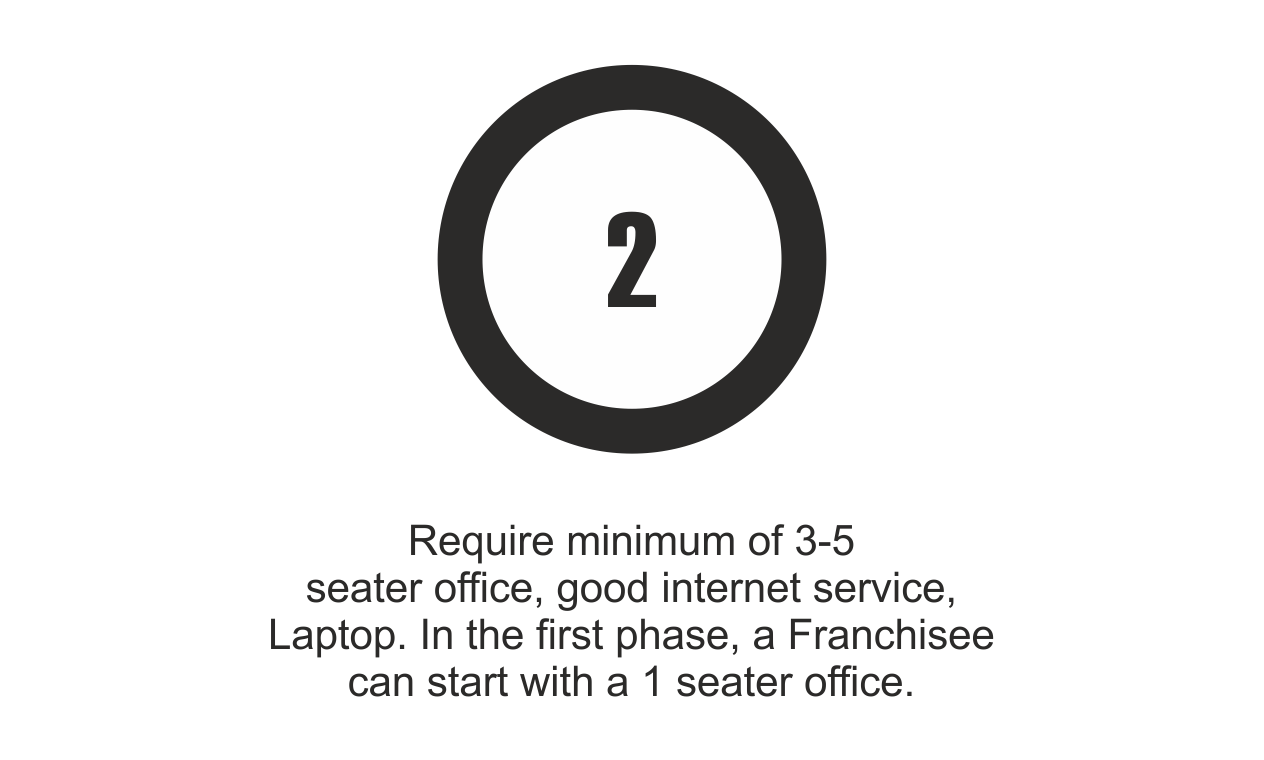 2
Require minimum of 3-5
seater office, good internet service,
Laptop. In the first phase, a Franchisee
can start with a 1 seater office.